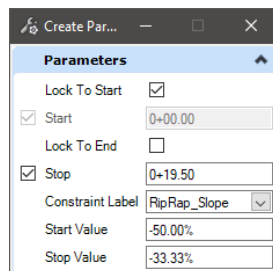 Create Par...
Parameters
Lock To Start
Start 0+00.00
Lock To End
Stop 0+19.50
Constraint Label RipRap_Slope
Start Value -50.00%
Stop Value -33.33%